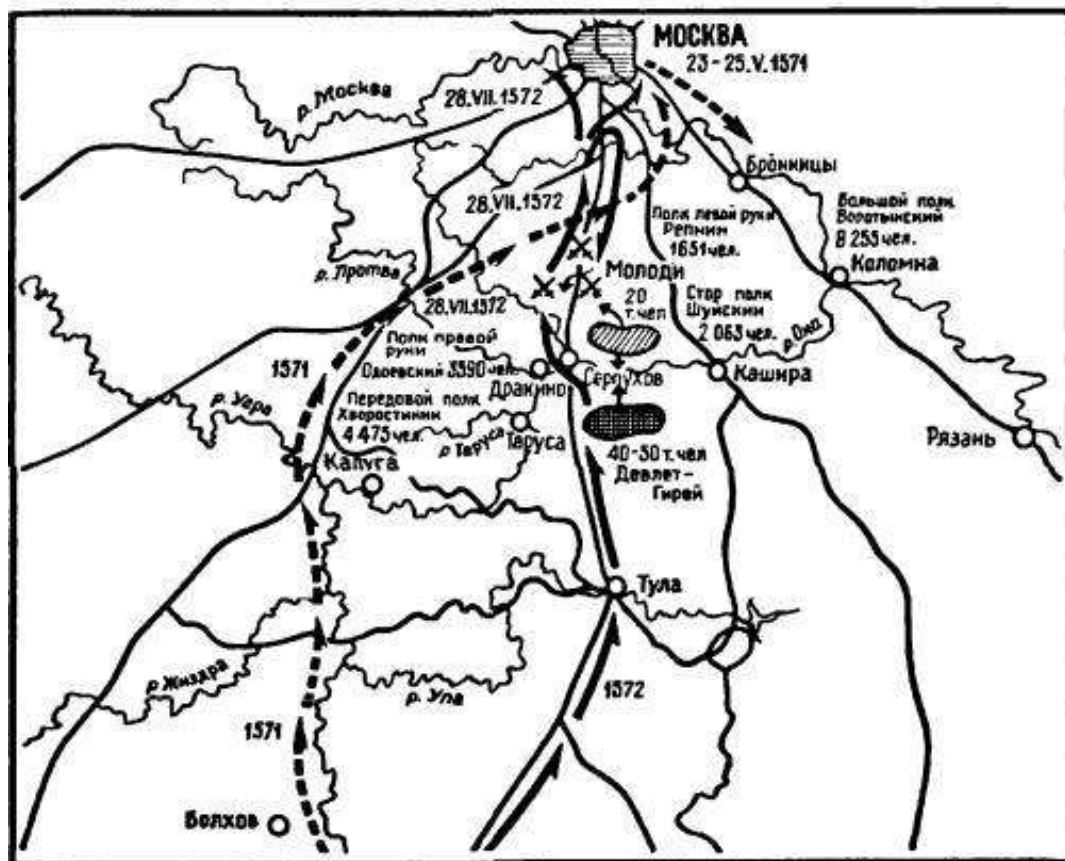 МОСКВА
23-25.V.1571
р. Москва
28.VII.1572
Бронницы
Большой полк
Воротынский
8 255 чел.
28.VII.1572
Полк левой руки
Репнин
1651 чел.
Коломна
р. Протва
Молоди
28.VII.1572
20
т. чел
Стор полк
Шуйский
2 063 чел.
р. Ока
Полк правой
руки
Одоевский 3590 чел.
1571
Дракино
Серпухов
Кашира
р. Угра
Передовой полк
Хворостинин
4 475 чел.
р. Таруса
Таруса
Рязань
Калуга
40-50 т. чел
Девлет-
Гирей
Тула
р. Жиздра
р. Упа
1572
1571
Волхов